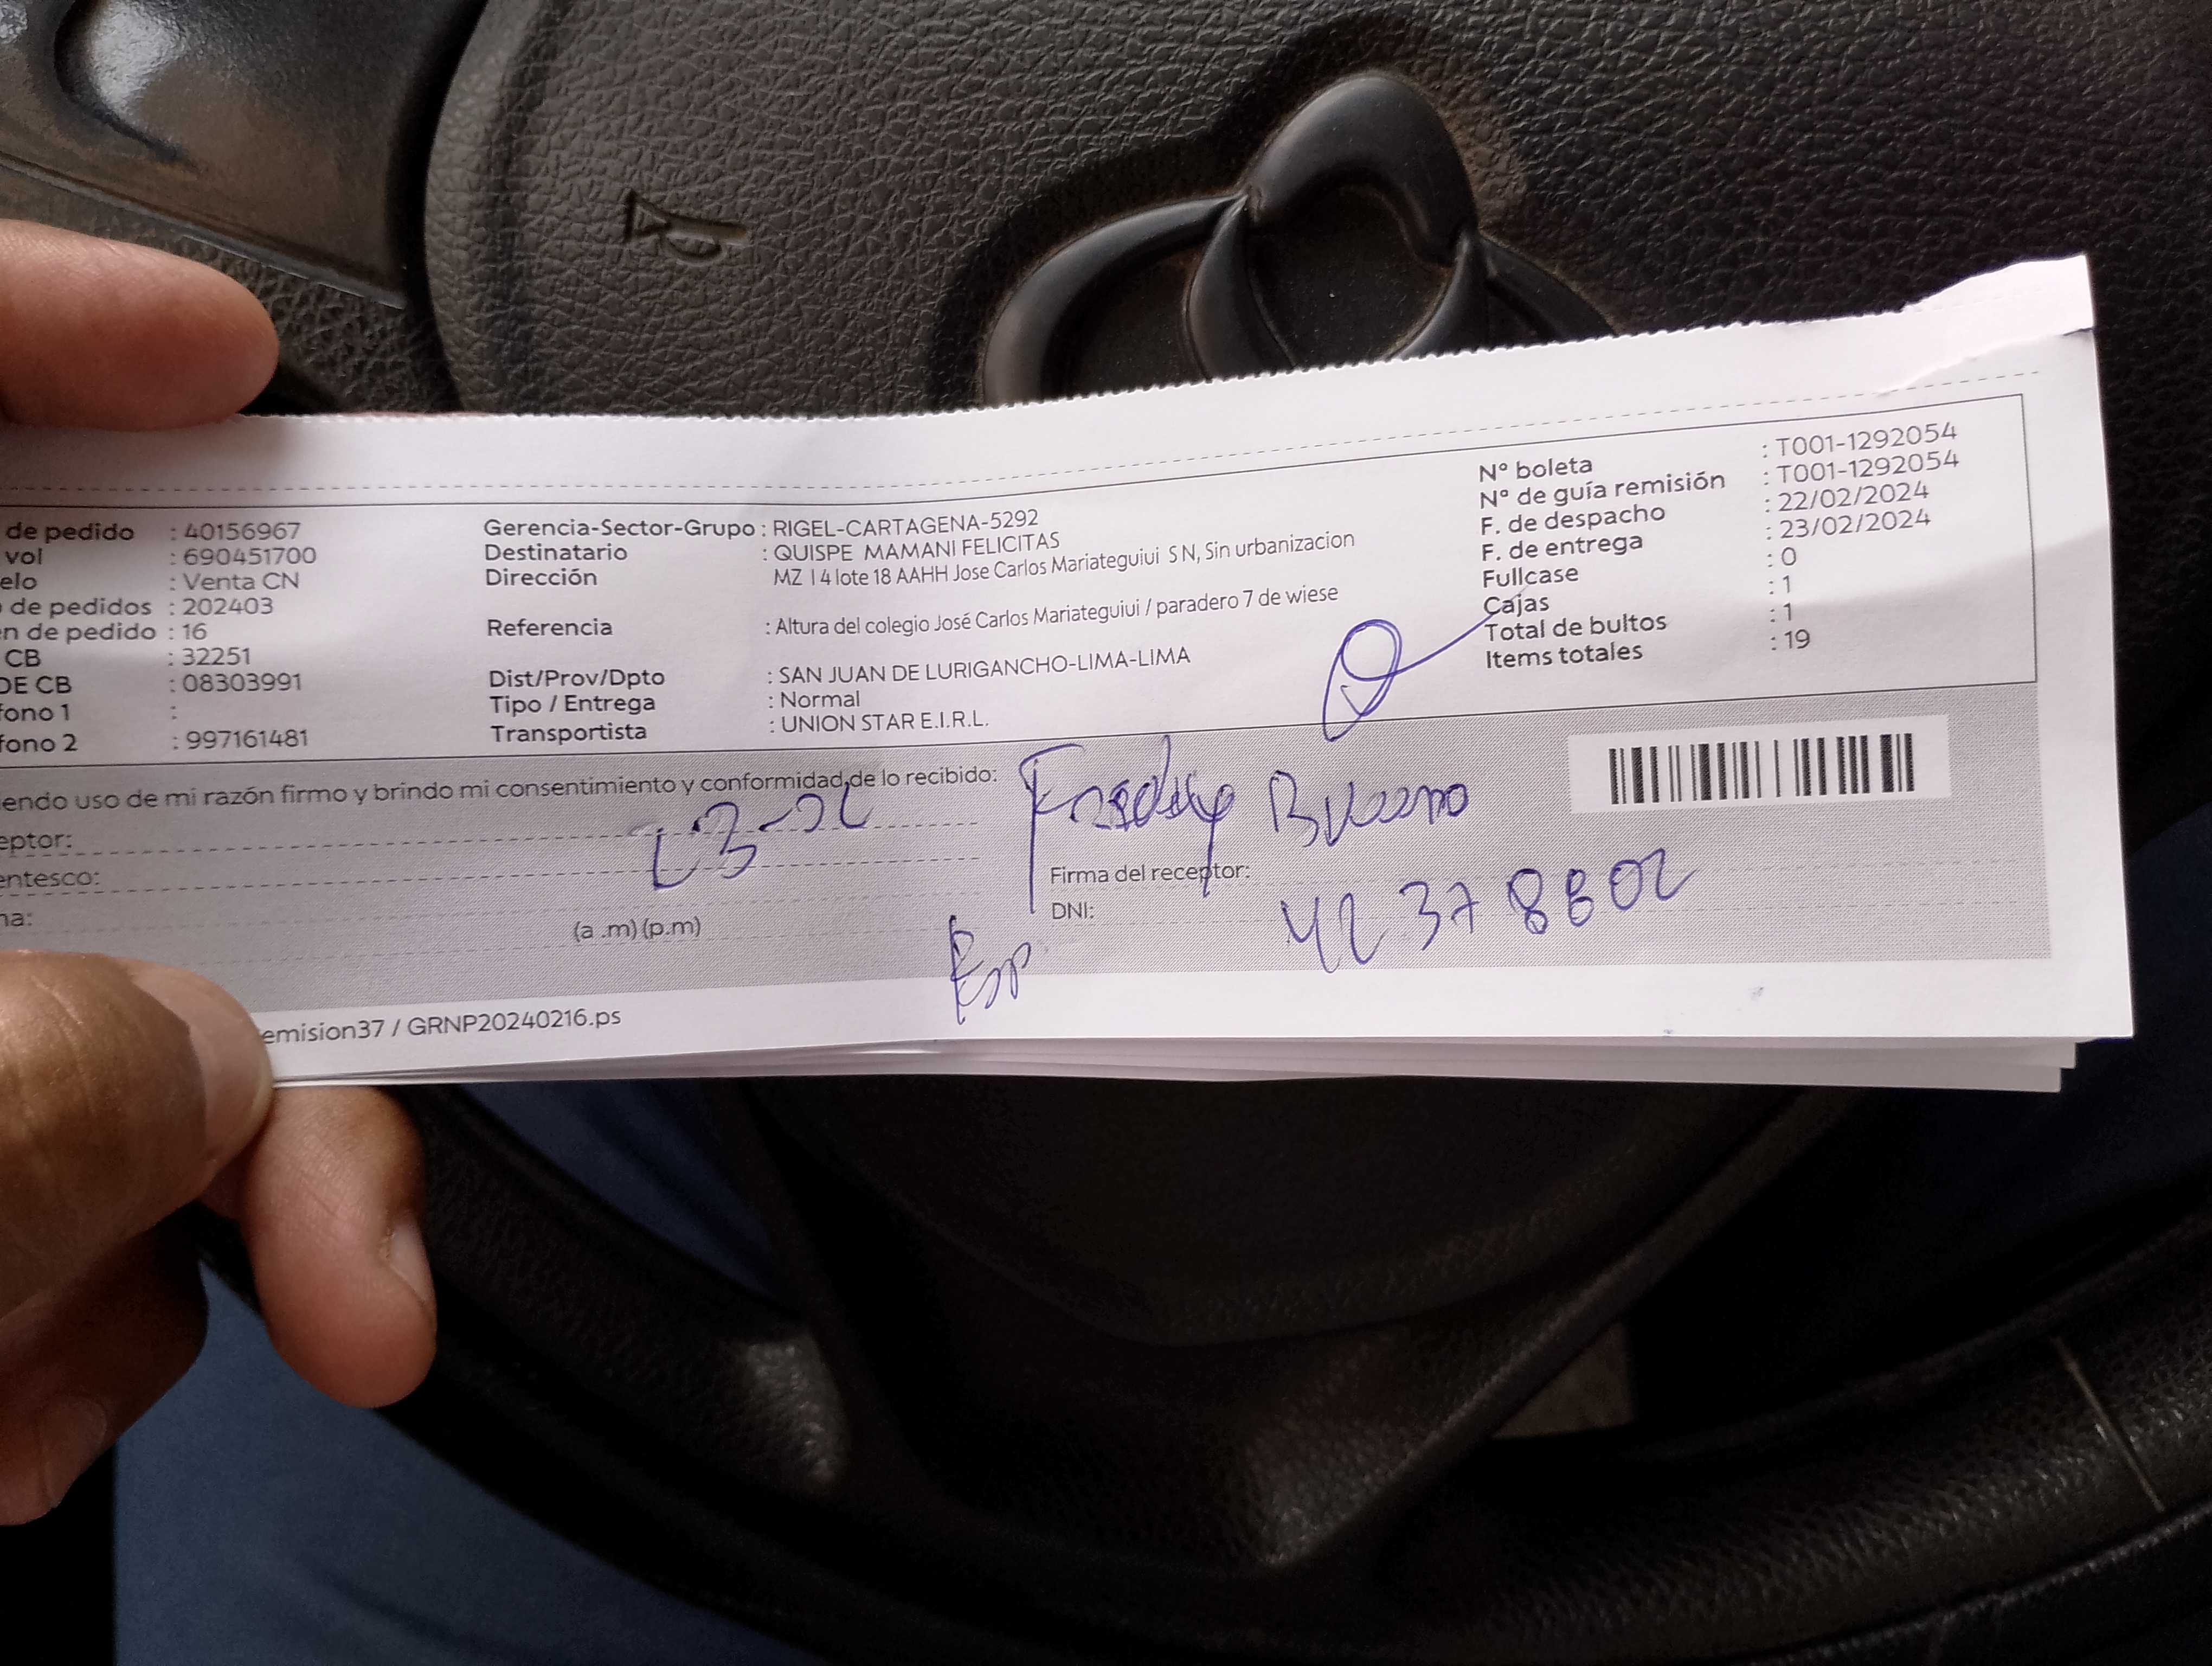 de pedido : 40156967
vol : 690451700
elo : Venta CN
de pedidos : 202403
n de pedido : 16
CB : 32251
DE CB : 08303991
fono 1 :
fono 2 : 997161481
Gerencia-Sector-Grupo : RIGEL-CARTAGENA-5292
Destinatario : QUISPE MAMANI FELICITAS
Dirección MZ I 4 lote 18 AAHH Jose Carlos Mariateguiui S N, Sin urbanizacion
Referencia : Altura del colegio José Carlos Mariateguiui / paradero 7 de wiese
Dist/Prov/Dpto : SAN JUAN DE LURIGANCHO-LIMA-LIMA
Tipo / Entrega : Normal
Transportista : UNION STAR E.I.R.L.
N° boleta : T001-1292054
N° de guía remisión : T001-1292054
F. de despacho : 22/02/2024
F. de entrega : 23/02/2024
Fullcase : 0
Cajas : 1
Total de bultos : 1
Items totales : 19
endo uso de mi razón firmo y brindo mi consentimiento y conformidad de lo recibido:
Freddy Bueno
eptor:
23-02
entesco:
Firma del receptor:
na:
(a .m) (p.m)
DNI: 42378802
Esp
emision37 / GRNP20240216.ps